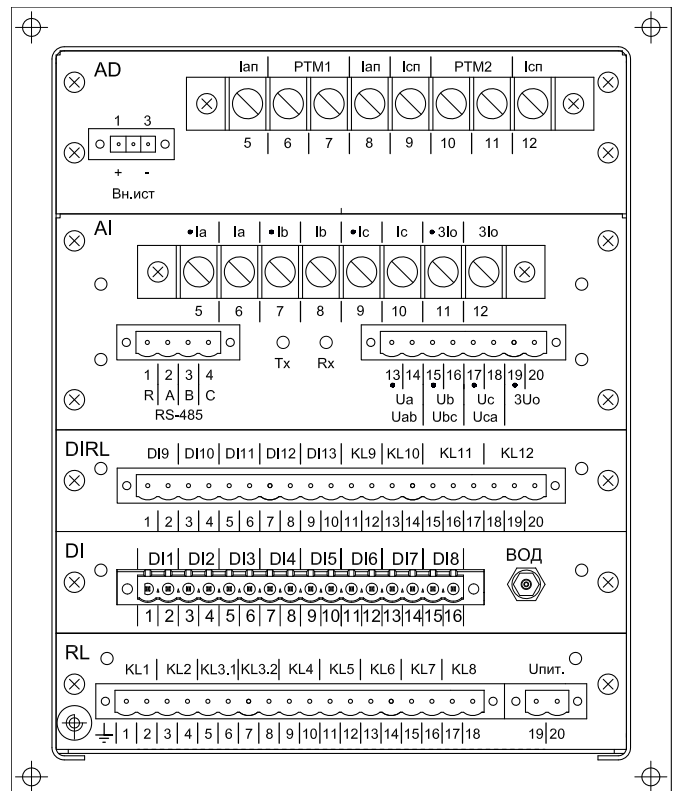 AD
Iап РТМ1 Iап Iсп РТМ2 Iсп
1 3
5 6 7 8 9 10 11 12
+ -
Вн.ист
AI
•Ia Ia •Ib Ib •Ic Ic •3Io 3Io
5 6 7 8 9 10 11 12
Tx Rx
1 2 3 4
13 14 15 16 17 18 19 20
R A B C
Ua Ub Uc 3Uo
RS-485
Uab Ubc Uca
DIRL
DI9 DI10 DI11 DI12 DI13 KL9 KL10 KL11 KL12
1 2 3 4 5 6 7 8 9 10 11 12 13 14 15 16 17 18 19 20
DI
DI1 DI2 DI3 DI4 DI5 DI6 DI7 DI8
ВОД
1 2 3 4 5 6 7 8 9 10 11 12 13 14 15 16
RL
KL1 KL2 KL3.1 KL3.2 KL4 KL5 KL6 KL7 KL8 Uпит.
1 2 3 4 5 6 7 8 9 10 11 12 13 14 15 16 17 18 19 20